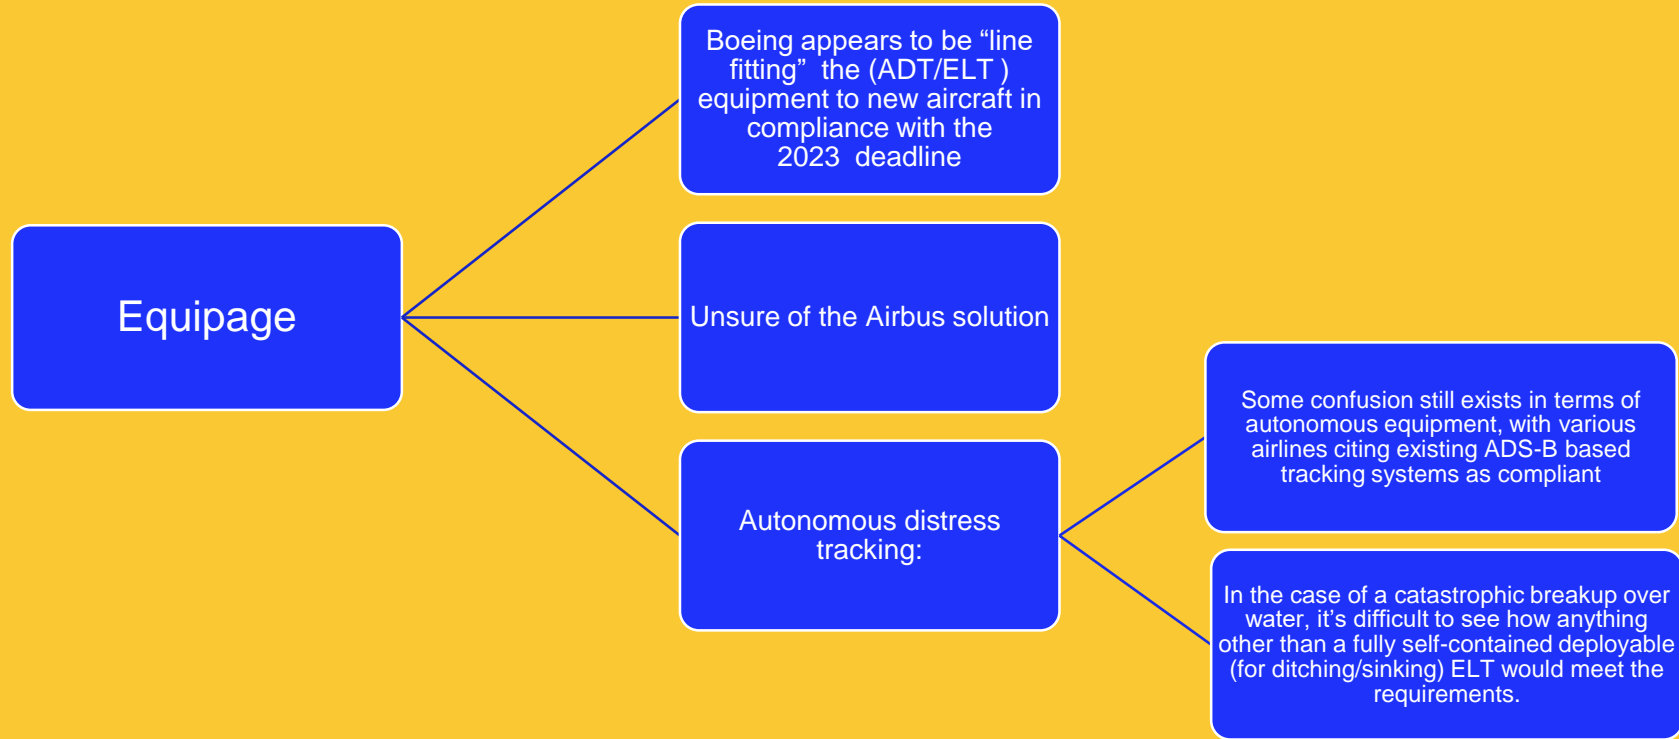 Equipage
Boeing appears to be “line
fitting”  the (ADT/ELT )
equipment to new aircraft in
compliance with the
2023  deadline
Unsure of the Airbus solution
Autonomous distress
tracking:
Some confusion still exists in terms of
autonomous equipment, with various
airlines citing existing ADS-B based
tracking systems as compliant
In the case of a catastrophic breakup over
water, it’s difficult to see how anything
other than a fully self-contained deployable
(for ditching/sinking) ELT would meet the
requirements.